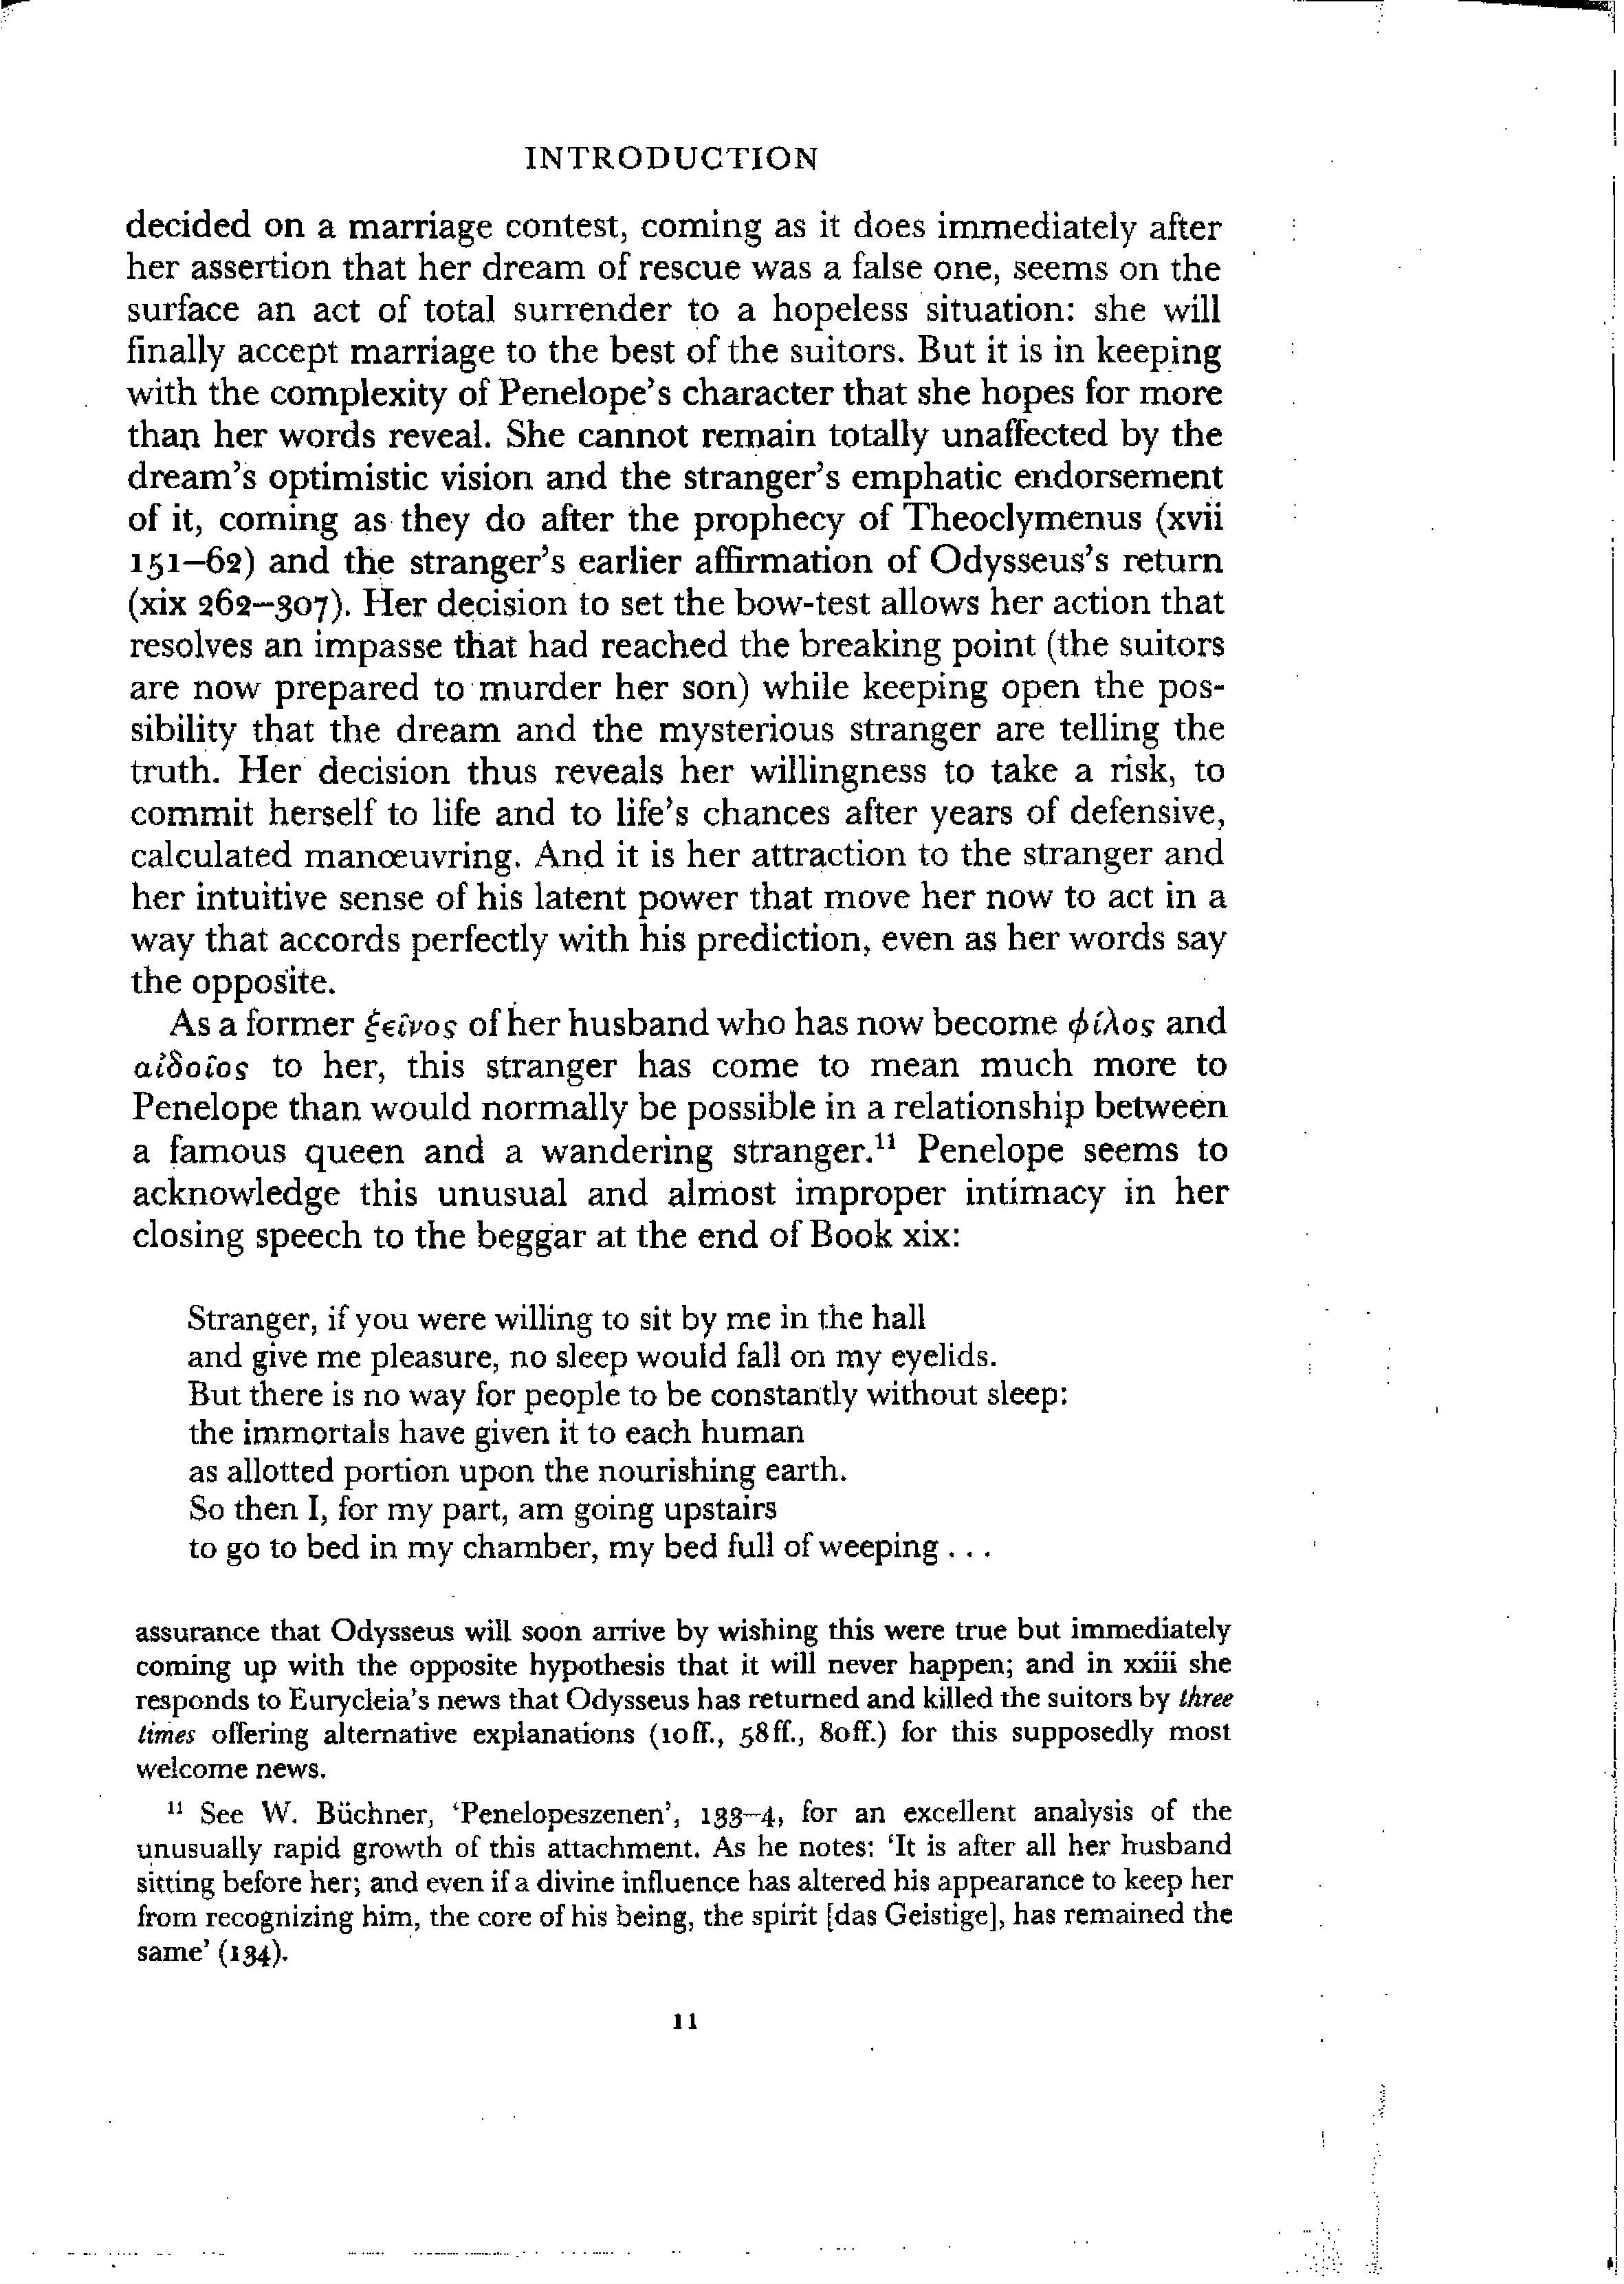 INTRODUCTION
decided on a marriage contest, coming as it does immediately after
her assertion that her dream of rescue was a false one, seems on the
surface an act of total surrender to a hopeless situation: she will
finally accept marriage to the best of the suitors. But it is in keeping
with the complexity of Penelope's character that she hopes for more
than her words reveal. She cannot remain totally unaffected by the
dream's optimistic vision and the stranger's emphatic endorsement
of it, coming as they do after the prophecy of Theoclymenus (xvii
151–62) and the stranger's earlier affirmation of Odysseus's return
(xix 262–307). Her decision to set the bow-test allows her action that
resolves an impasse that had reached the breaking point (the suitors
are now prepared to murder her son) while keeping open the pos-
sibility that the dream and the mysterious stranger are telling the
truth. Her decision thus reveals her willingness to take a risk, to
commit herself to life and to life's chances after years of defensive,
calculated manœuvring. And it is her attraction to the stranger and
her intuitive sense of his latent power that move her now to act in a
way that accords perfectly with his prediction, even as her words say
the opposite.
As a former ξεῖνος of her husband who has now become φίλος and
αἰδοῖος to her, this stranger has come to mean much more to
Penelope than would normally be possible in a relationship between
a famous queen and a wandering stranger.¹¹ Penelope seems to
acknowledge this unusual and almost improper intimacy in her
closing speech to the beggar at the end of Book xix:
Stranger, if you were willing to sit by me in the hall
and give me pleasure, no sleep would fall on my eyelids.
But there is no way for people to be constantly without sleep:
the immortals have given it to each human
as allotted portion upon the nourishing earth.
So then I, for my part, am going upstairs
to go to bed in my chamber, my bed full of weeping . . .
assurance that Odysseus will soon arrive by wishing this were true but immediately
coming up with the opposite hypothesis that it will never happen; and in xxiii she
responds to Eurycleia's news that Odysseus has returned and killed the suitors by three
times offering alternative explanations (10ff., 58ff., 80ff.) for this supposedly most
welcome news.
¹¹ See W. Büchner, 'Penelopeszenen', 133–4, for an excellent analysis of the
unusually rapid growth of this attachment. As he notes: 'It is after all her husband
sitting before her; and even if a divine influence has altered his appearance to keep her
from recognizing him, the core of his being, the spirit [das Geistige], has remained the
same' (134).
11